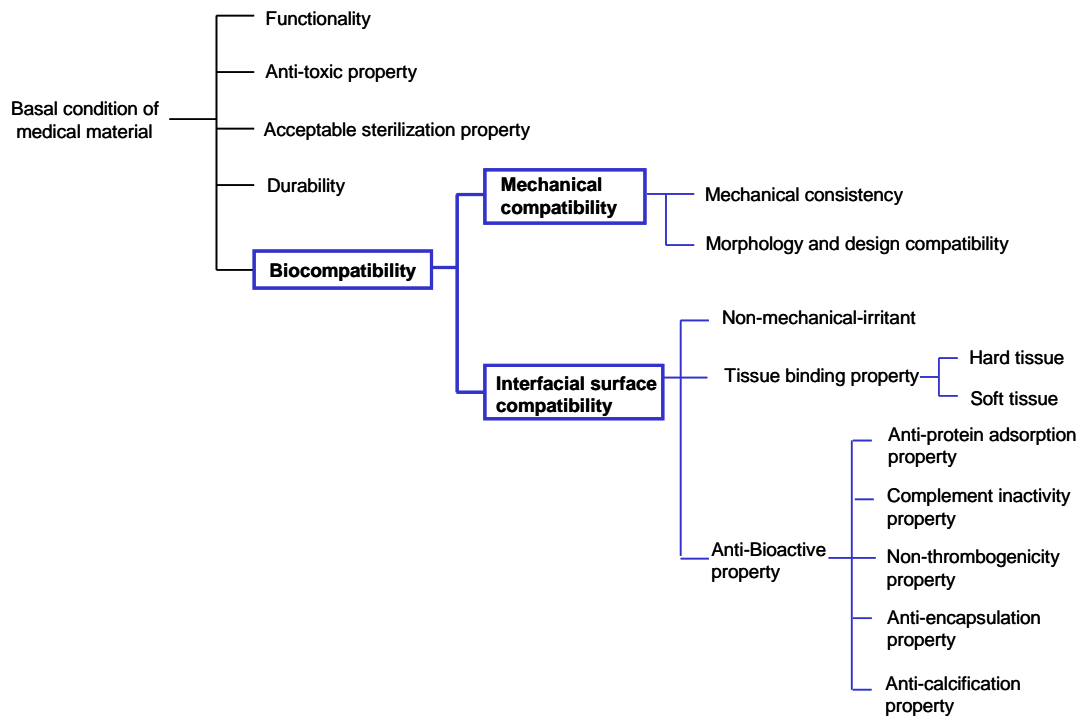 Functionality
Anti-toxic property
Basal condition of
medical material
Acceptable sterilization property
Durability
Biocompatibility
Mechanical
compatibility
Mechanical consistency
Morphology and design compatibility
Interfacial surface
compatibility
Non-mechanical-irritant
Tissue binding property
Hard tissue
Soft tissue
Anti-Bioactive
property
Anti-protein adsorption
property
Complement inactivity
property
Non-thrombogenicity
property
Anti-encapsulation
property
Anti-calcification
property